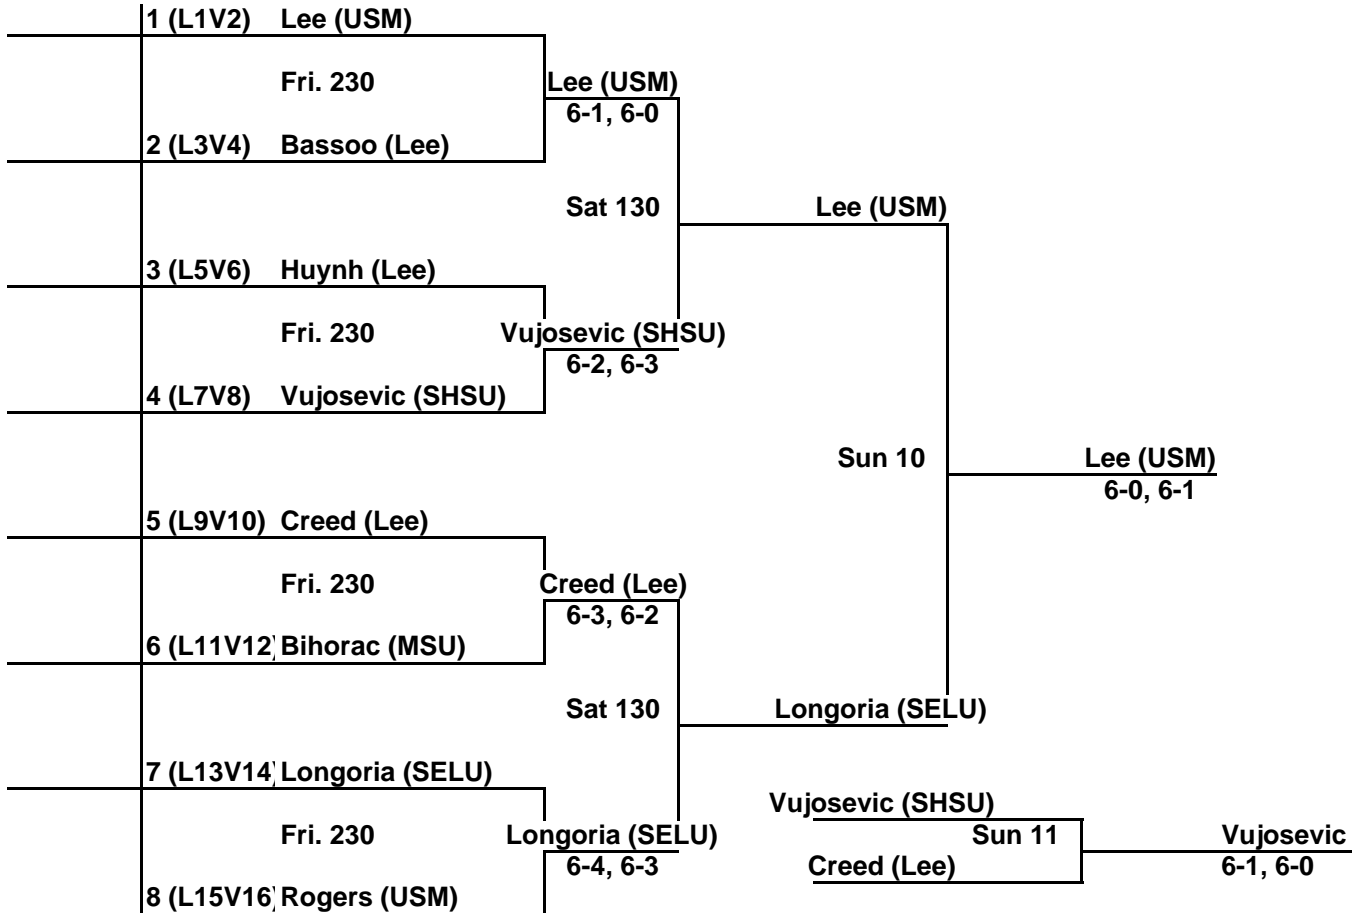 1 (L1V2) Lee (USM)
Fri. 230 Lee (USM)
6-1, 6-0
2 (L3V4) Bassoo (Lee)
Sat 130 Lee (USM)
3 (L5V6) Huynh (Lee)
Fri. 230 Vujosevic (SHSU)
6-2, 6-3
4 (L7V8) Vujosevic (SHSU)
Sun 10 Lee (USM)
6-0, 6-1
5 (L9V10) Creed (Lee)
Fri. 230 Creed (Lee)
6-3, 6-2
6 (L11V12) Bihorac (MSU)
Sat 130 Longoria (SELU)
7 (L13V14) Longoria (SELU)
Vujosevic (SHSU)
Fri. 230 Longoria (SELU) Sun 11 Vujosevic
6-4, 6-3 Creed (Lee) 6-1, 6-0
8 (L15V16) Rogers (USM)